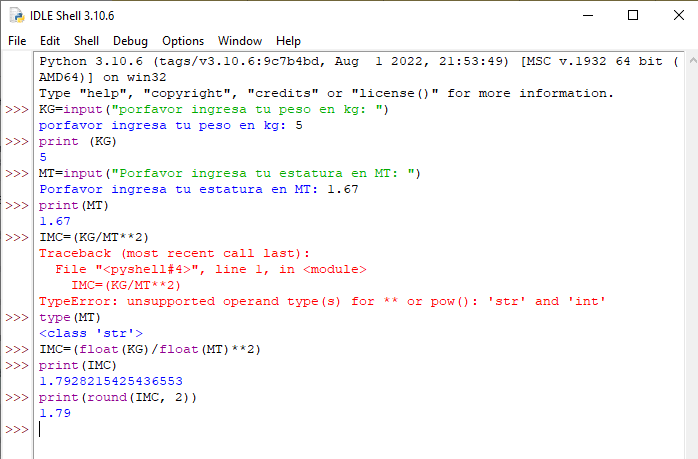 IDLE Shell 3.10.6
File Edit Shell Debug Options Window Help
Python 3.10.6 (tags/v3.10.6:9c7b4bd, Aug  1 2022, 21:53:49) [MSC v.1932 64 bit (
AMD64)] on win32
Type "help", "copyright", "credits" or "license()" for more information.
>>> KG=input("porfavor ingresa tu peso en kg: ")
porfavor ingresa tu peso en kg: 5
>>> print (KG)
5
>>> MT=input("Porfavor ingresa tu estatura en MT: ")
Porfavor ingresa tu estatura en MT: 1.67
>>> print(MT)
1.67
>>> IMC=(KG/MT**2)
Traceback (most recent call last):
  File "<pyshell#4>", line 1, in <module>
    IMC=(KG/MT**2)
TypeError: unsupported operand type(s) for ** or pow(): 'str' and 'int'
>>> type(MT)
<class 'str'>
>>> IMC=(float(KG)/float(MT)**2)
>>> print(IMC)
1.7928215425436553
>>> print(round(IMC, 2))
1.79
>>>